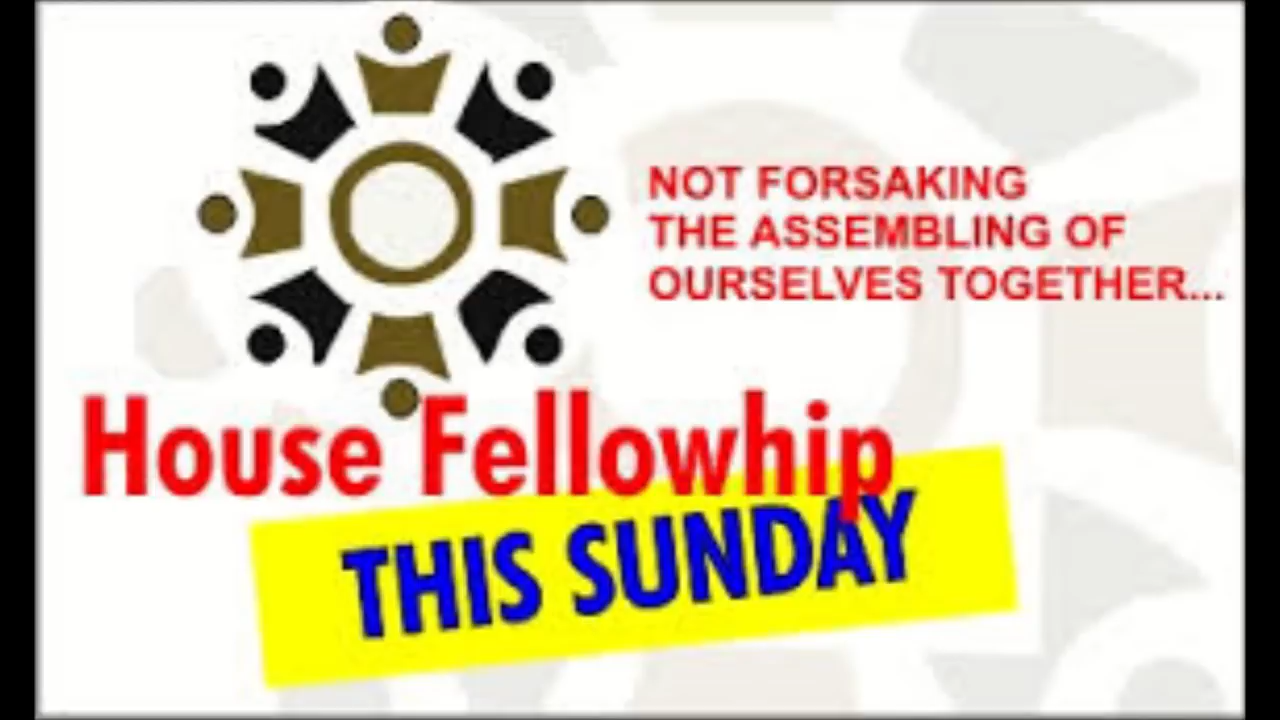 NOT FORSAKING
THE ASSEMBLING OF
OURSELVES TOGETHER...
House Fellowhip
THIS SUNDAY